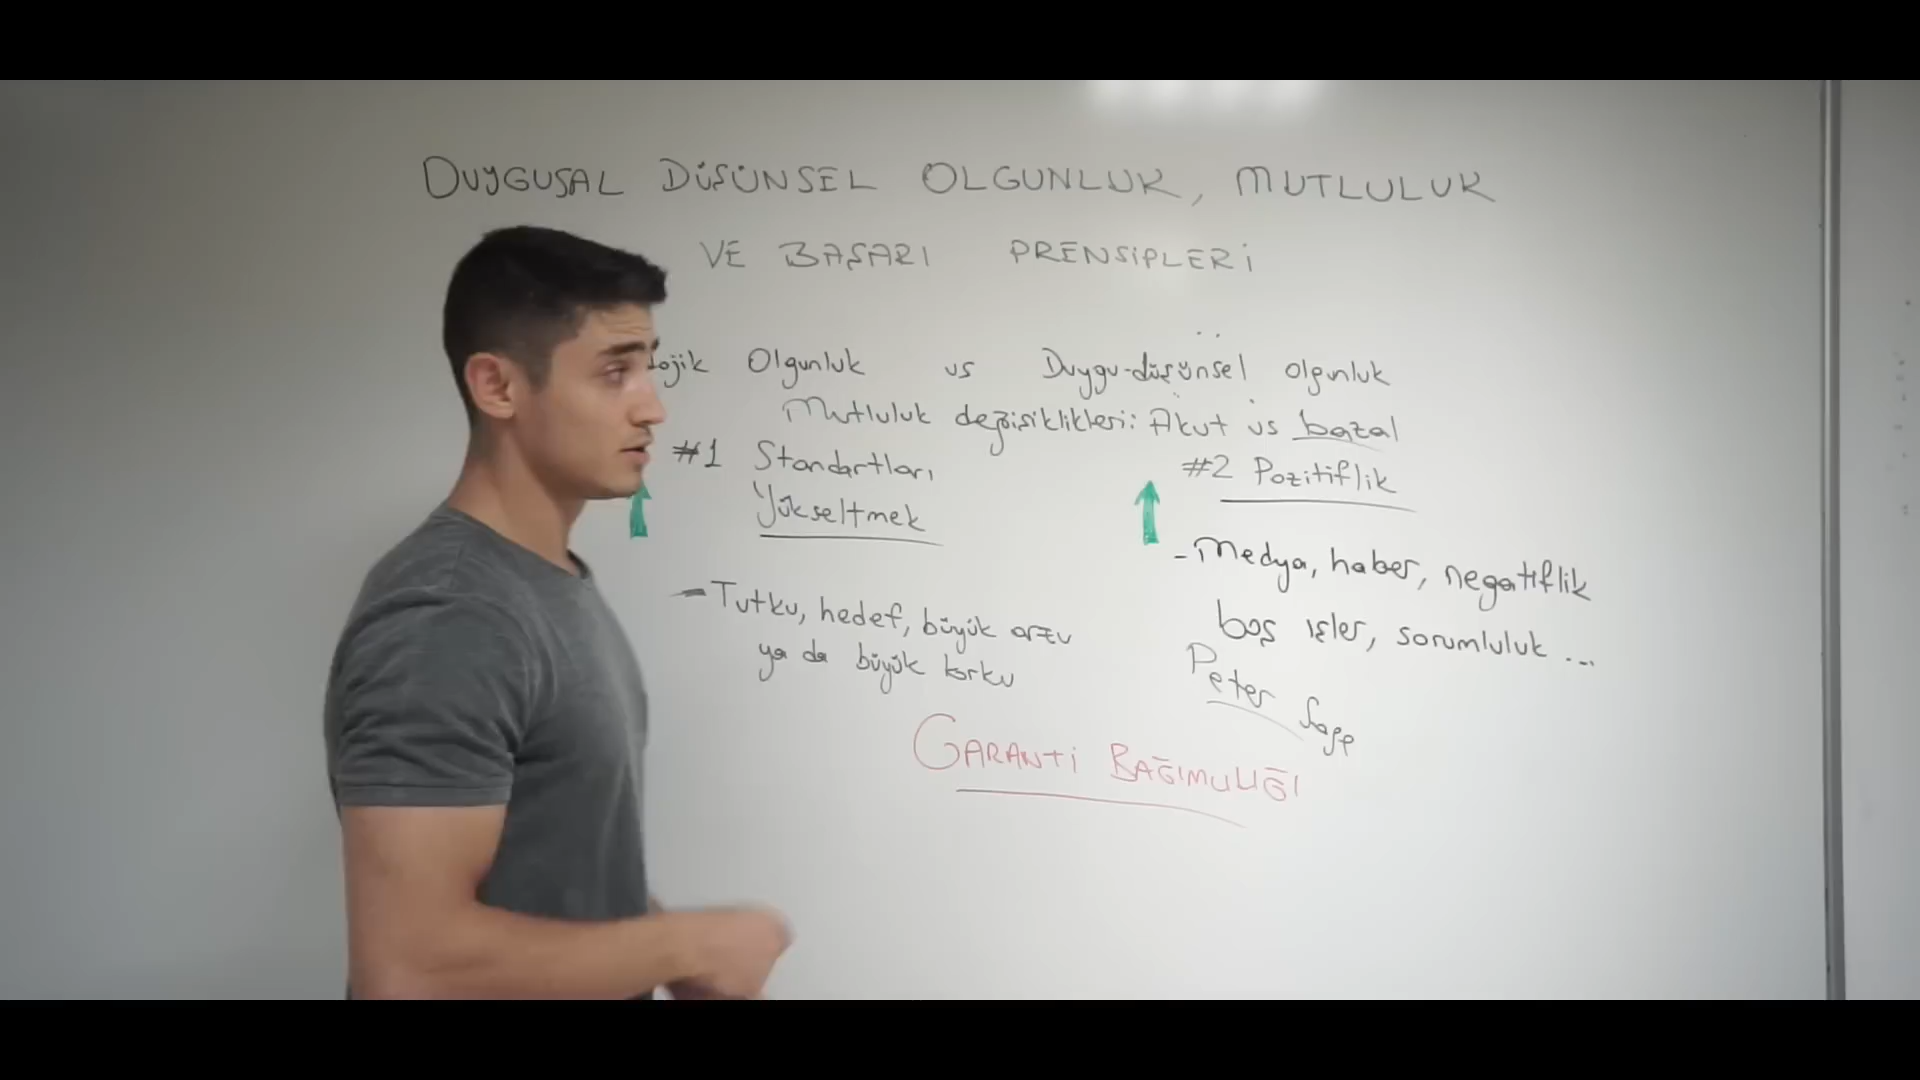 DUYGUSAL DÜŞÜNSEL OLGUNLUK, MUTLULUK
VE BAŞARI PRENSİPLERİ
lojik Olgunluk vs Duygu-düşünsel olgunluk
Mutluluk değişiklikleri: Akut vs bazal
#1 Standartları
Yükseltmek
- Tutku, hedef, büyük arzu
ya da büyük korku
#2 Pozitiflik
- Medya, haber, negatiflik
boş işler, sorumluluk ...
Peter
GARANTİ BAĞIMLILIĞI